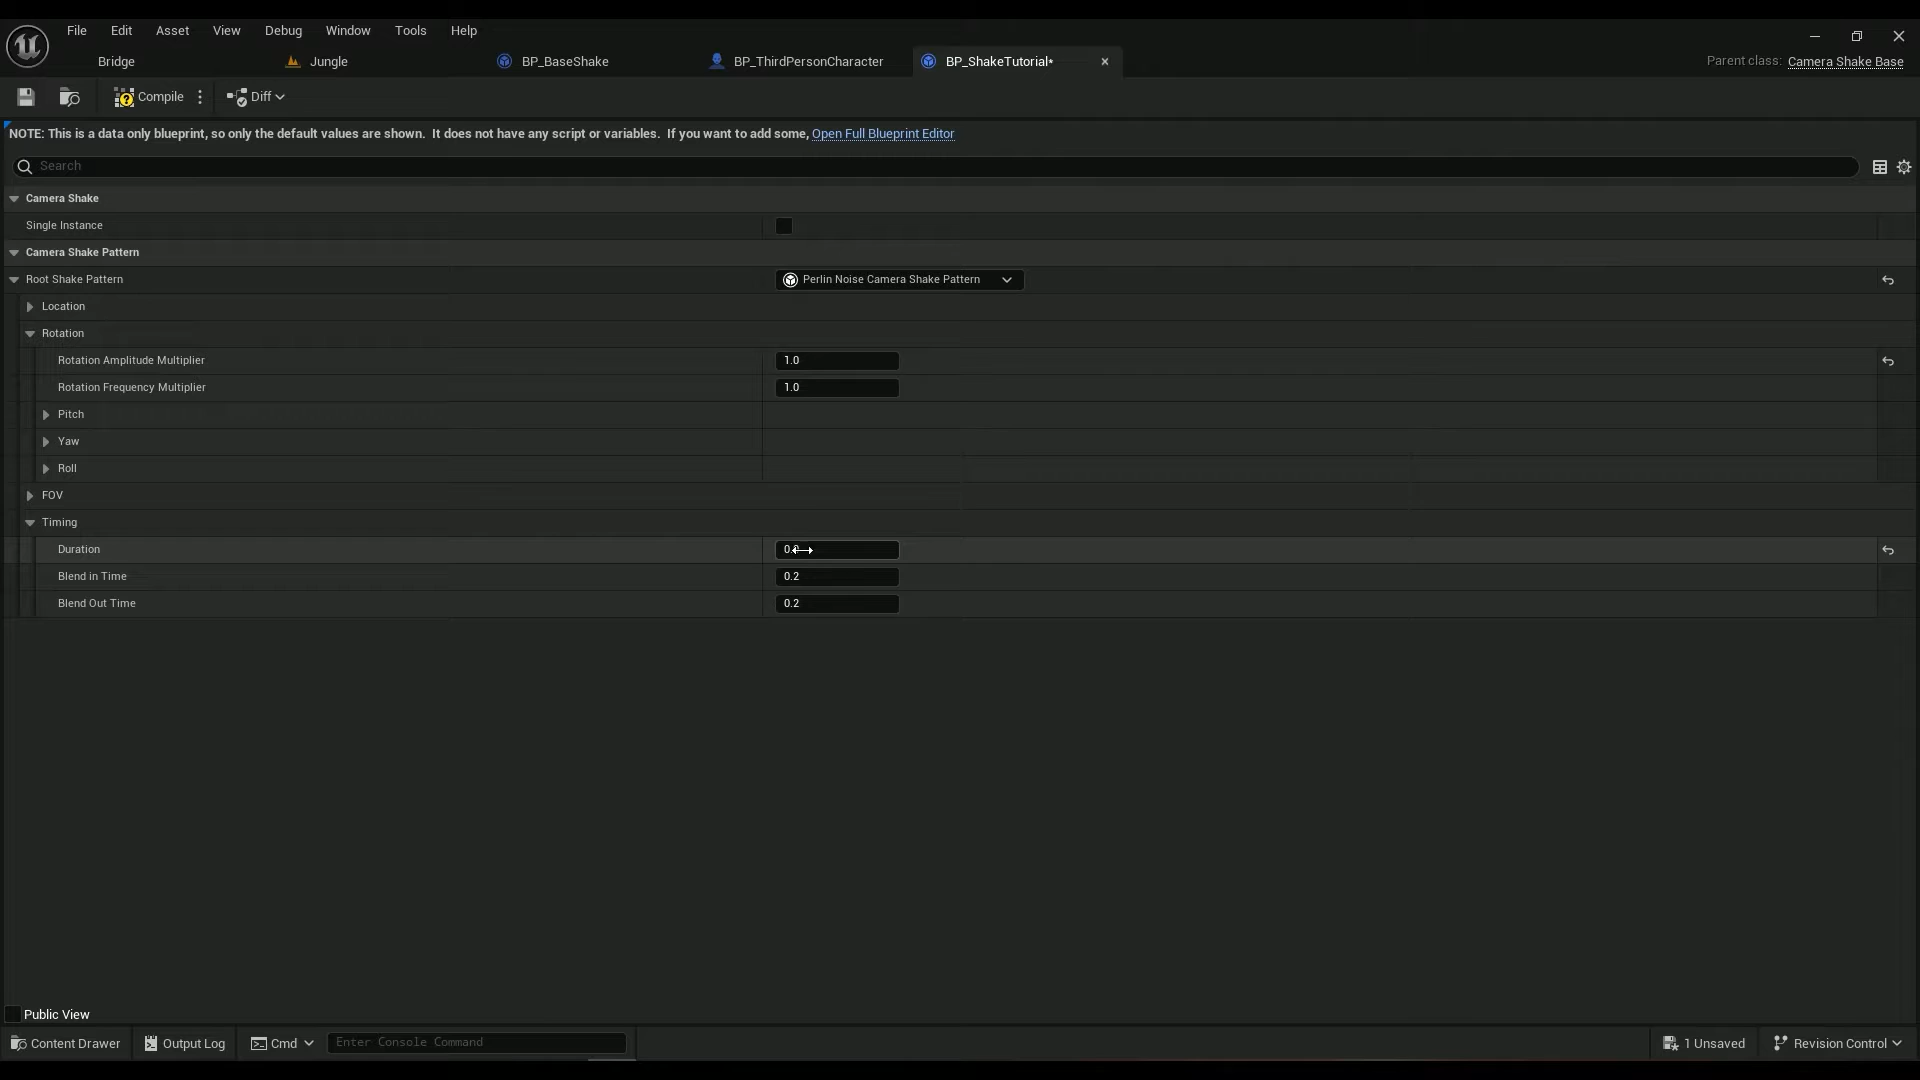 File Edit Asset View Debug Window Tools Help
Bridge Jungle BP_BaseShake BP_ThirdPersonCharacter BP_ShakeTutorial* Parent class: Camera Shake Base
Compile Diff
NOTE: This is a data only blueprint, so only the default values are shown. It does not have any script or variables. If you want to add some, Open Full Blueprint Editor
Search
Camera Shake
Single Instance
Camera Shake Pattern
Root Shake Pattern Perlin Noise Camera Shake Pattern
Location
Rotation
Rotation Amplitude Multiplier 1.0
Rotation Frequency Multiplier 1.0
Pitch
Yaw
Roll
FOV
Timing
Duration
Blend in Time 0.2
Blend Out Time 0.2
Public View
Content Drawer Output Log Cmd Enter Console Command 1 Unsaved Revision Control